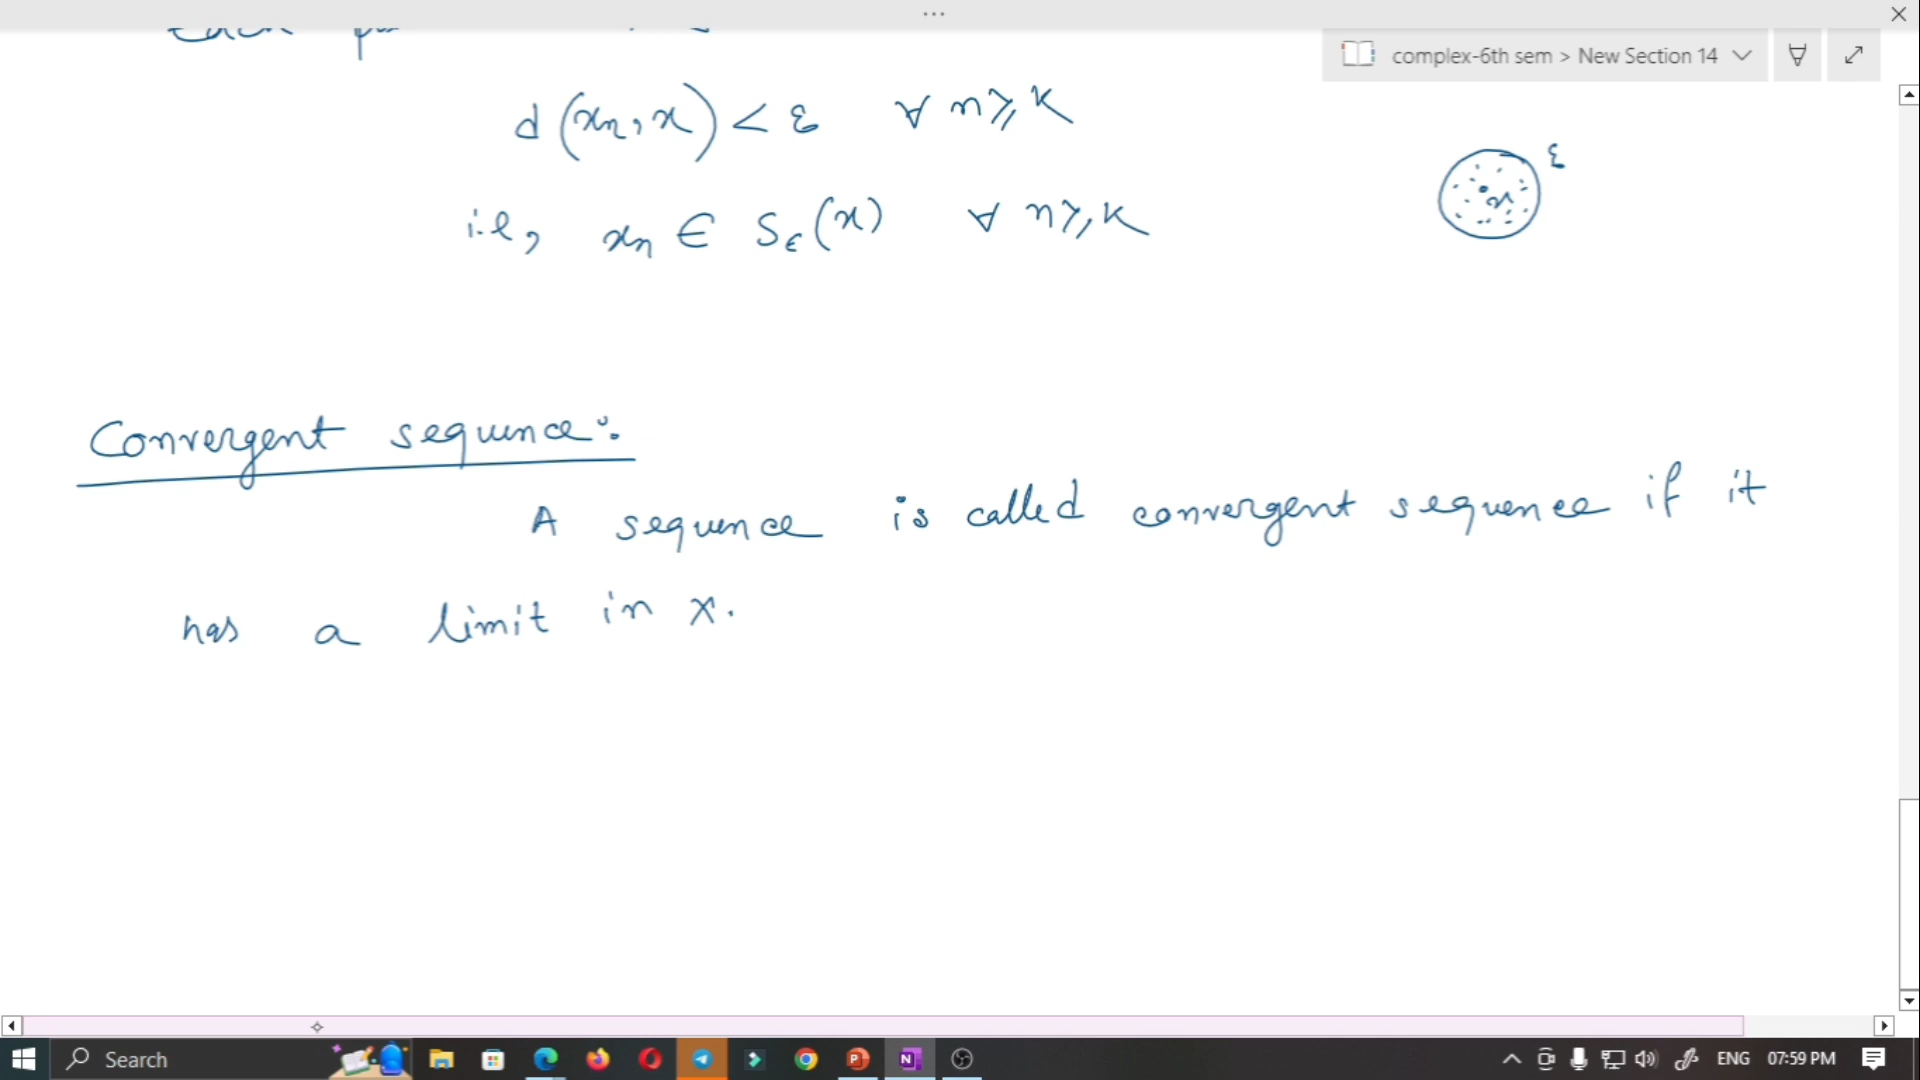 complex-6th sem > New Section 14
d(xn, x) < ε ∀ n ≥ K
ε
x
i.e, xn ∈ Sϵ(x) ∀ n ≥ K
Convergent sequence:
A sequence is called convergent sequence if it
has a limit in X.
Search
ENG 07:59 PM